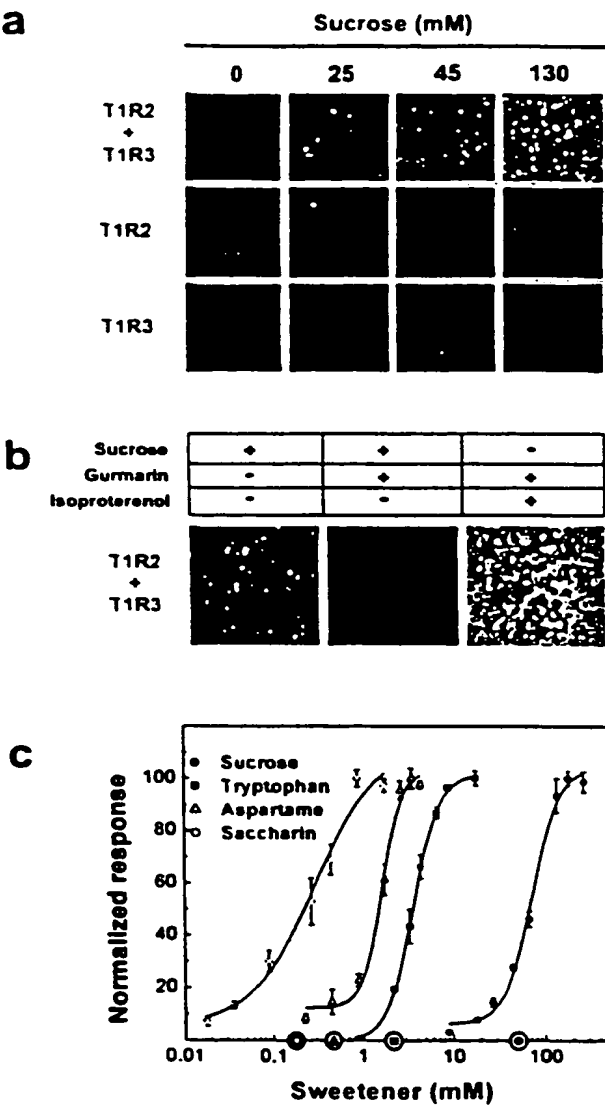 a
Sucrose (mM)
0 25 45 130
T1R2
+
T1R3
T1R2
T1R3
b
Sucrose + + -
Gurmarin - + +
Isoproterenol - - +
T1R2
+
T1R3
c
Normalized response
100
80
60
40
20
0
Sucrose
Tryptophan
Aspartame
Saccharin
0.01 0.1 1 10 100
Sweetener (mM)